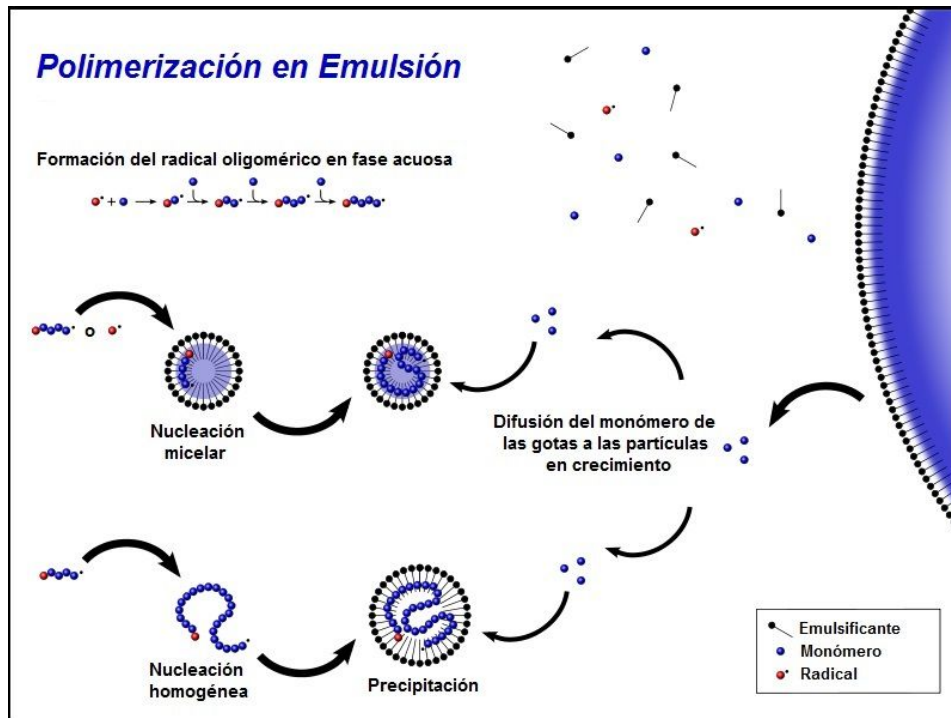 Polimerización en Emulsión
Formación del radical oligomérico en fase acuosa
+
o
Nucleación
micelar
Difusión del monómero de
las gotas a las partículas
en crecimiento
Nucleación
homogénea
Precipitación
Emulsificante
Monómero
Radical